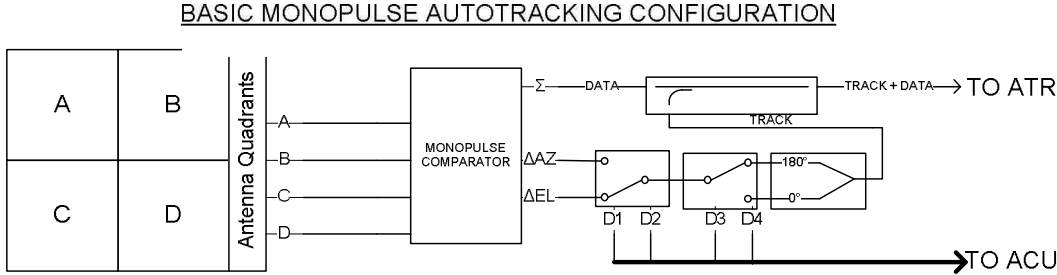 BASIC MONOPULSE AUTOTRACKING CONFIGURATION
A
B
C
D
Antenna Quadrants
A
B
C
D
MONOPULSE
COMPARATOR
Σ
ΔAZ
ΔEL
DATA
TRACK + DATA
TO ATR
TRACK
180°
0°
D1
D2
D3
D4
TO ACU